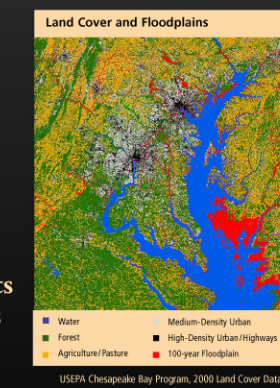 Land Cover and Floodplains
ts
Water
Forest
Agriculture/Pasture
Medium-Density Urban
High-Density Urban/Highways
100-year Floodplain
USEPA Chesapeake Bay Program, 2000 Land Cover Data